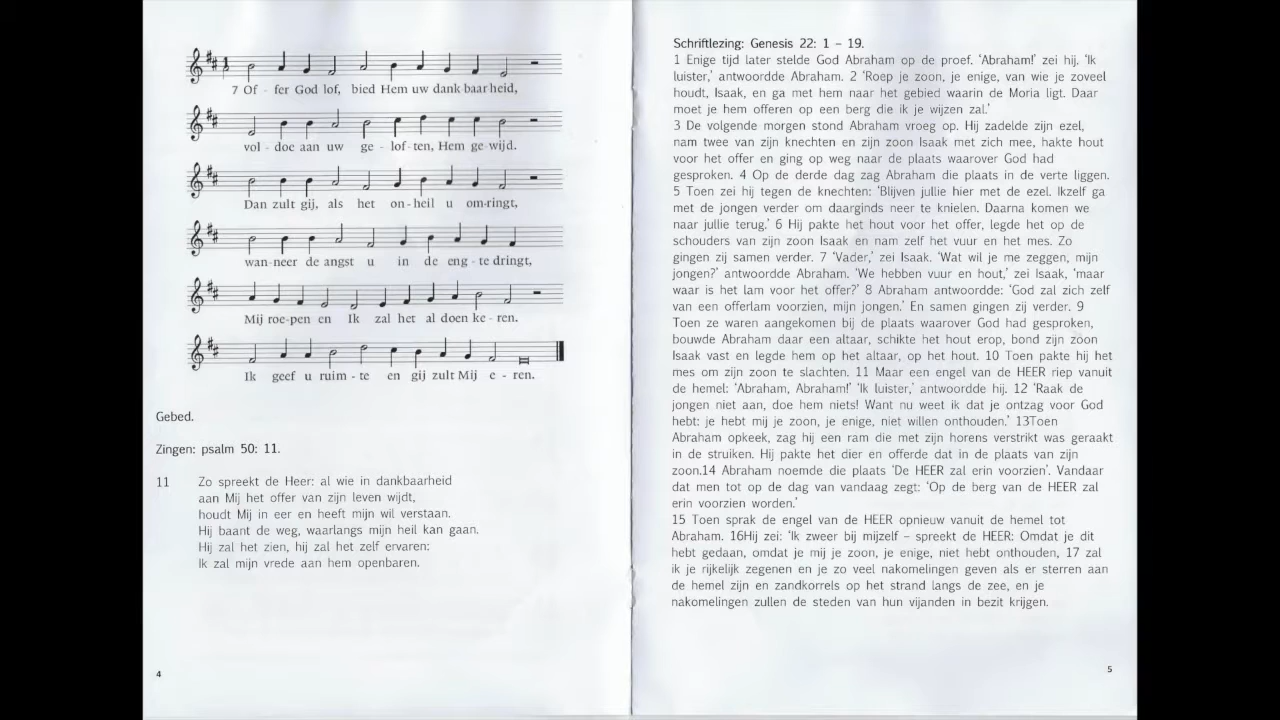 7 Of - fer God lof, bied Hem uw dank baar heid,
vol - doe aan uw ge - lof - ten, Hem ge - wijd.
Dan zult gij, als het on - heil u om-ringt,
wan-neer de angst u in de eng - te dringt,
Mij roe-pen en Ik zal het al doen ke - ren.
Ik geef u ruim - te en gij zult Mij e - ren.
Gebed.
Zingen: psalm 50: 11.
11 Zo spreekt de Heer: al wie in dankbaarheid
aan Mij het offer van zijn leven wijdt,
houdt Mij in eer en heeft mijn wil verstaan.
Hij baant de weg, waarlangs mijn heil kan gaan.
Hij zal het zien, hij zal het zelf ervaren:
Ik zal mijn vrede aan hem openbaren.
4
Schriftlezing: Genesis 22: 1 – 19.
1 Enige tijd later stelde God Abraham op de proef. ‘Abraham!’ zei hij. ‘Ik
luister,’ antwoordde Abraham. 2 ‘Roep je zoon, je enige, van wie je zoveel
houdt, Isaak, en ga met hem naar het gebied waarin de Moria ligt. Daar
moet je hem offeren op een berg die ik je wijzen zal.’
3 De volgende morgen stond Abraham vroeg op. Hij zadelde zijn ezel,
nam twee van zijn knechten en zijn zoon Isaak met zich mee, hakte hout
voor het offer en ging op weg naar de plaats waarover God had
gesproken. 4 Op de derde dag zag Abraham die plaats in de verte liggen.
5 Toen zei hij tegen de knechten: ‘Blijven jullie hier met de ezel. Ikzelf ga
met de jongen verder om daarginds neer te knielen. Daarna komen we
naar jullie terug.’ 6 Hij pakte het hout voor het offer, legde het op de
schouders van zijn zoon Isaak en nam zelf het vuur en het mes. Zo
gingen zij samen verder. 7 ‘Vader,’ zei Isaak. ‘Wat wil je me zeggen, mijn
jongen?’ antwoordde Abraham. ‘We hebben vuur en hout,’ zei Isaak, ‘maar
waar is het lam voor het offer?’ 8 Abraham antwoordde: ‘God zal zich zelf
van een offerlam voorzien, mijn jongen.’ En samen gingen zij verder. 9
Toen ze waren aangekomen bij de plaats waarover God had gesproken,
bouwde Abraham daar een altaar, schikte het hout erop, bond zijn zoon
Isaak vast en legde hem op het altaar, op het hout. 10 Toen pakte hij het
mes om zijn zoon te slachten. 11 Maar een engel van de HEER riep vanuit
de hemel: ‘Abraham, Abraham!’ ‘Ik luister,’ antwoordde hij. 12 ‘Raak de
jongen niet aan, doe hem niets! Want nu weet ik dat je ontzag voor God
hebt: je hebt mij je zoon, je enige, niet willen onthouden.’ 13Toen
Abraham opkeek, zag hij een ram die met zijn horens verstrikt was geraakt
in de struiken. Hij pakte het dier en offerde dat in de plaats van zijn
zoon.14 Abraham noemde die plaats ‘De HEER zal erin voorzien’. Vandaar
dat men tot op de dag van vandaag zegt: ‘Op de berg van de HEER zal
erin voorzien worden.’
15 Toen sprak de engel van de HEER opnieuw vanuit de hemel tot
Abraham. 16Hij zei: ‘Ik zweer bij mijzelf – spreekt de HEER: Omdat je dit
hebt gedaan, omdat je mij je zoon, je enige, niet hebt onthouden, 17 zal
ik je rijkelijk zegenen en je zo veel nakomelingen geven als er sterren aan
de hemel zijn en zandkorrels op het strand langs de zee, en je
nakomelingen zullen de steden van hun vijanden in bezit krijgen.
5